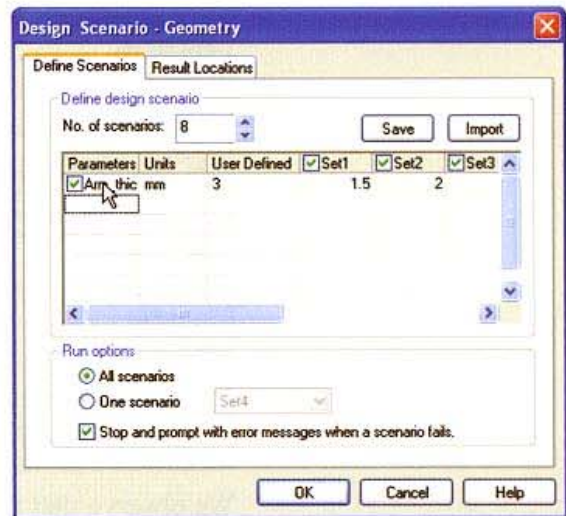 Design Scenario - Geometry
Define Scenarios Result Locations
Define design scenario
No. of scenarios: 8 Save Import
Parameters Units User Defined Set1 Set2 Set3
Arm_thic mm 3 1.5 2
Run options
All scenarios
One scenario Set4
Stop and prompt with error messages when a scenario fails.
OK Cancel Help